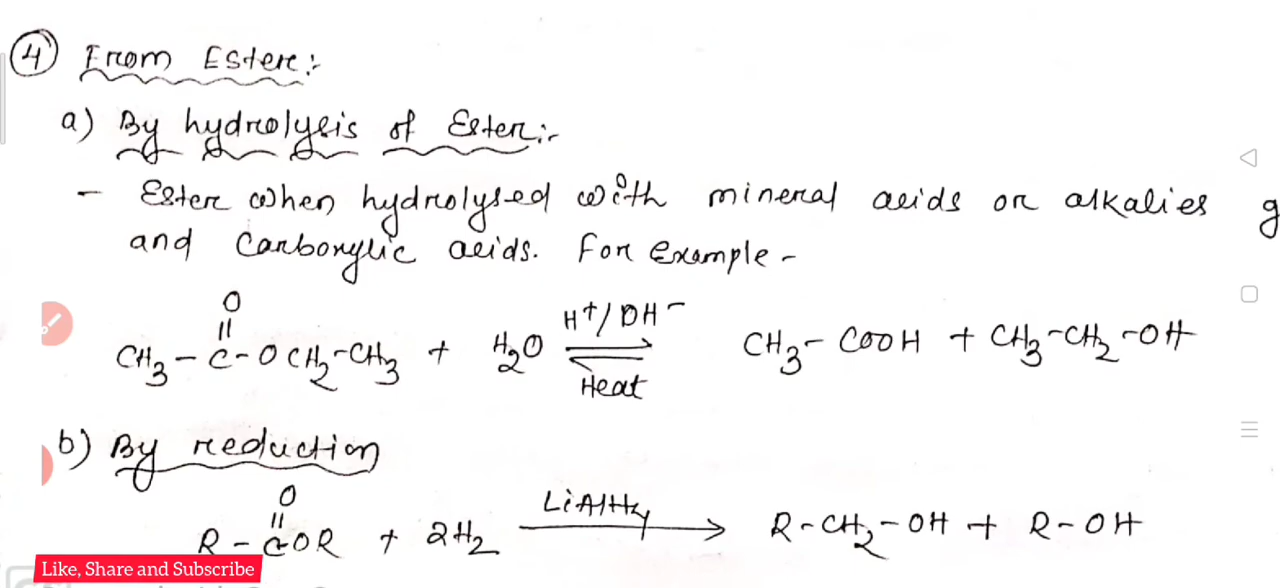 4 From Ester:
a) By hydrolysis of Ester:-
- Ester when hydrolysed with mineral acids or alkalies g
and Carboxylic acids. For Example -
O
||
CH₃-C-OCH₂-CH₃ + H₂O H⁺/OH⁻ ⇌ Heat CH₃-COOH + CH₃-CH₂-OH
b) By reduction
O
||
R-C-OR + 2H₂ LiAlH₄ → R-CH₂-OH + R-OH
Like, Share and Subscribe